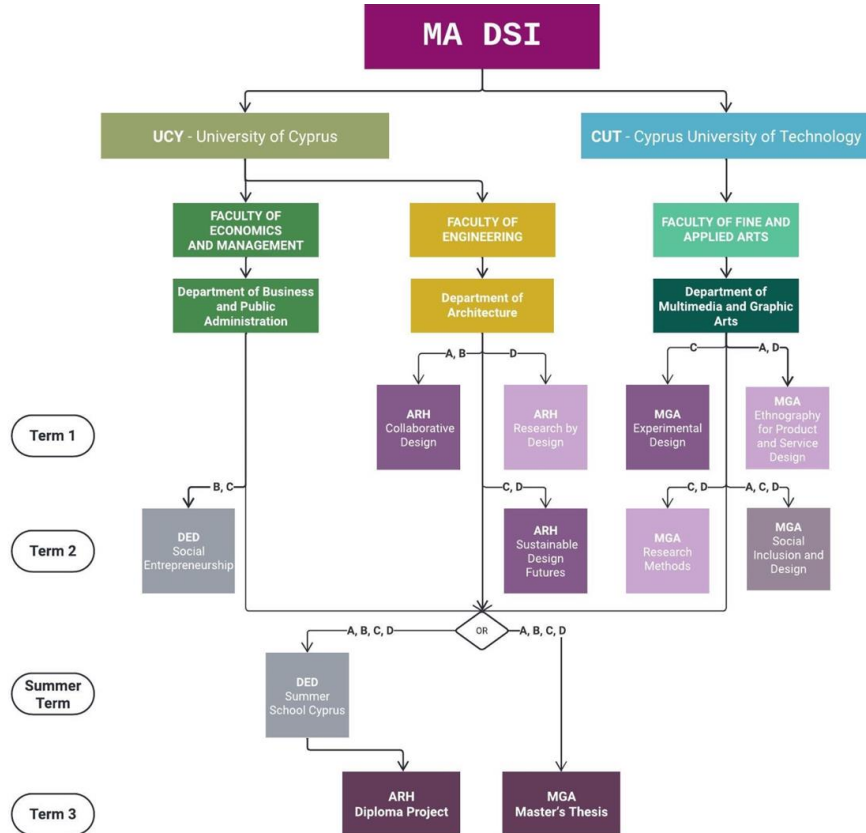 MA DSI
UCY - University of Cyprus
CUT - Cyprus University of Technology
FACULTY OF
ECONOMICS
AND MANAGEMENT
FACULTY OF
ENGINEERING
FACULTY OF FINE AND
APPLIED ARTS
Department of Business
and Public
Administration
Department of
Architecture
Department of
Multimedia and Graphic
Arts
A, B
D
C
A, D
Term 1
ARH
Collaborative
Design
ARH
Research by
Design
MGA
Experimental
Design
MGA
Ethnography
for Product
and Service
Design
B, C
C, D
C, D
A, C, D
Term 2
DED
Social
Entrepreneurship
ARH
Sustainable
Design
Futures
MGA
Research
Methods
MGA
Social
Inclusion and
Design
A, B, C, D
OR
A, B, C, D
Summer
Term
DED
Summer
School Cyprus
Term 3
ARH
Diploma Project
MGA
Master's Thesis